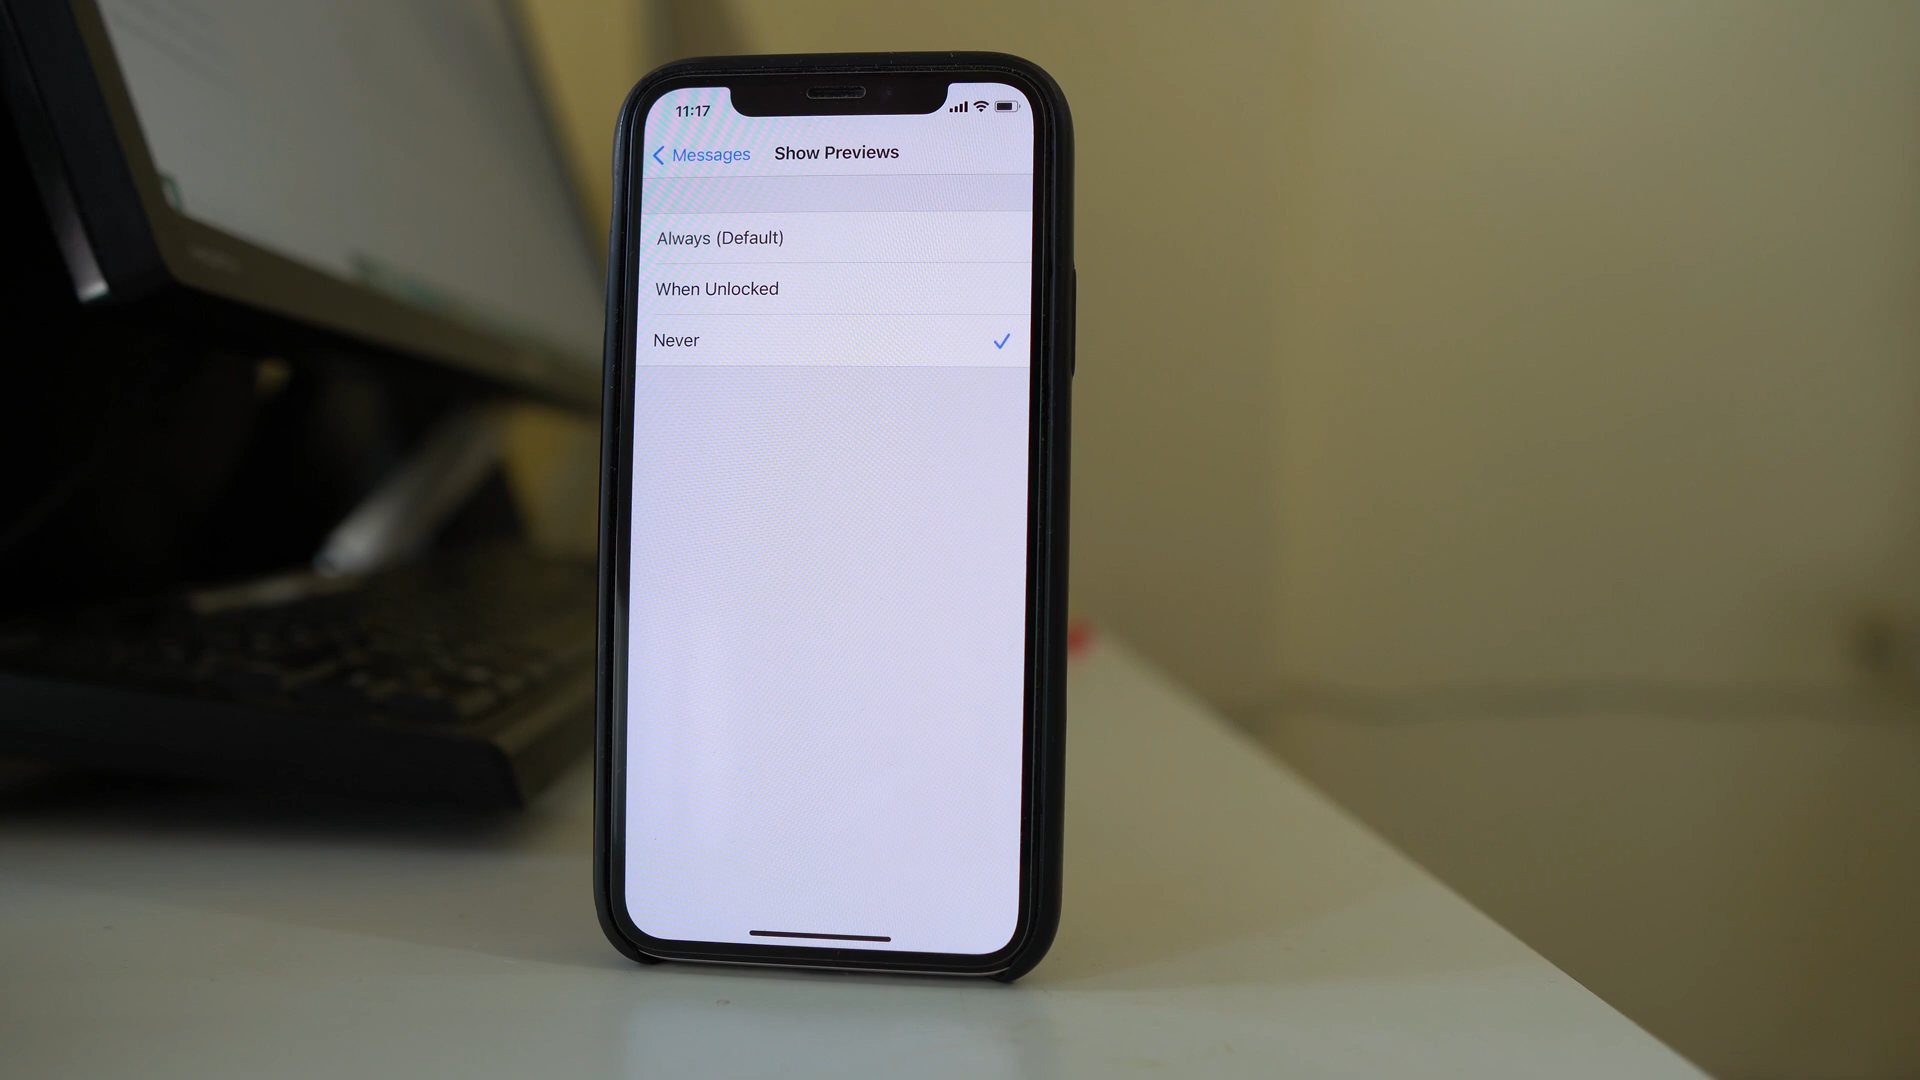 11:17
Messages
Show Previews
Always (Default)
When Unlocked
Never